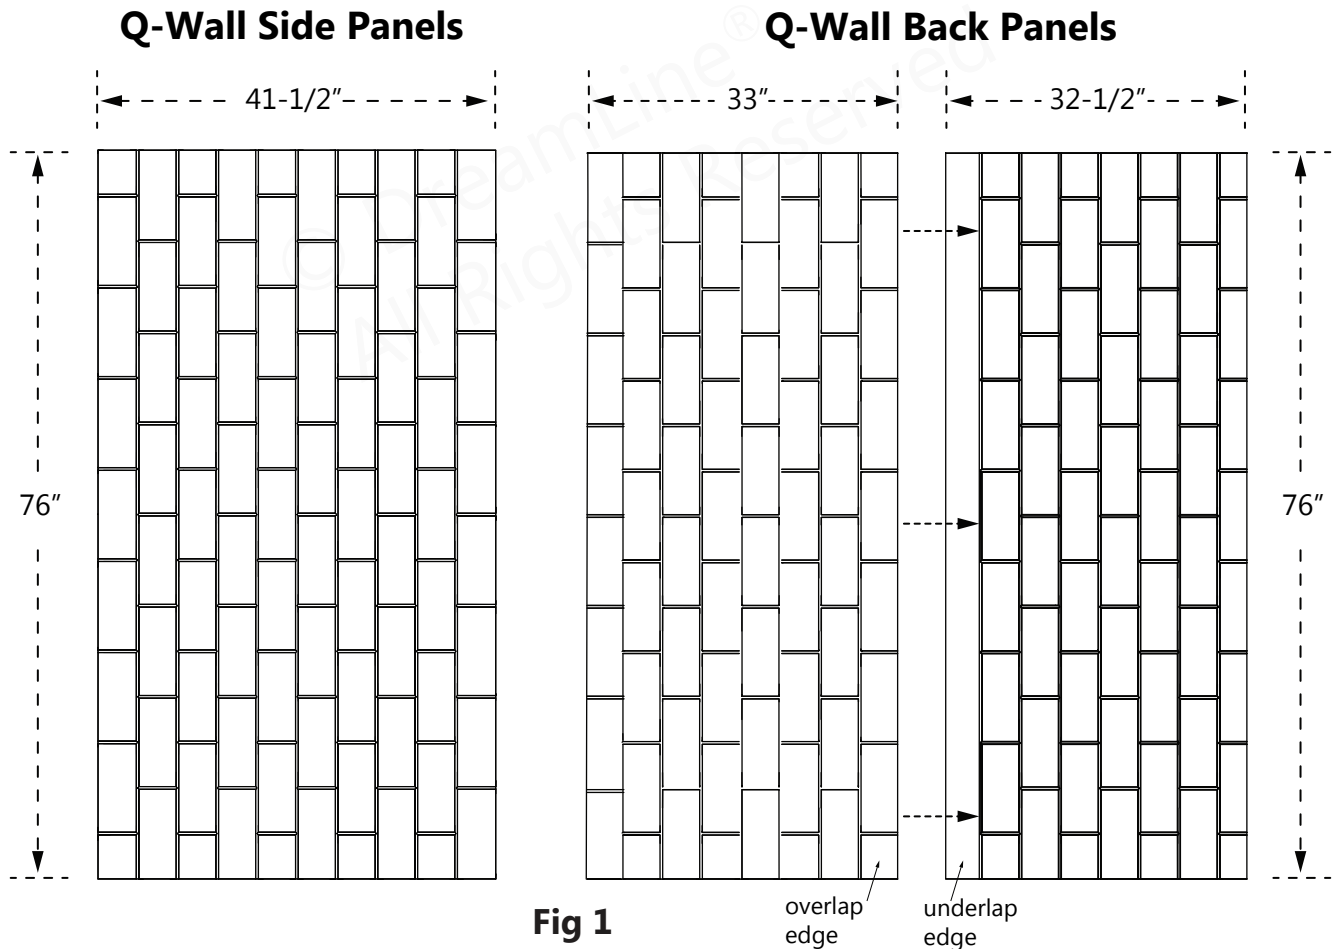 Q-Wall Side Panels
Q-Wall Back Panels
41-1/2"
33"
32-1/2"
© DreamLine®
All Rights Reserved
76"
76"
overlap
edge
underlap
edge
Fig 1